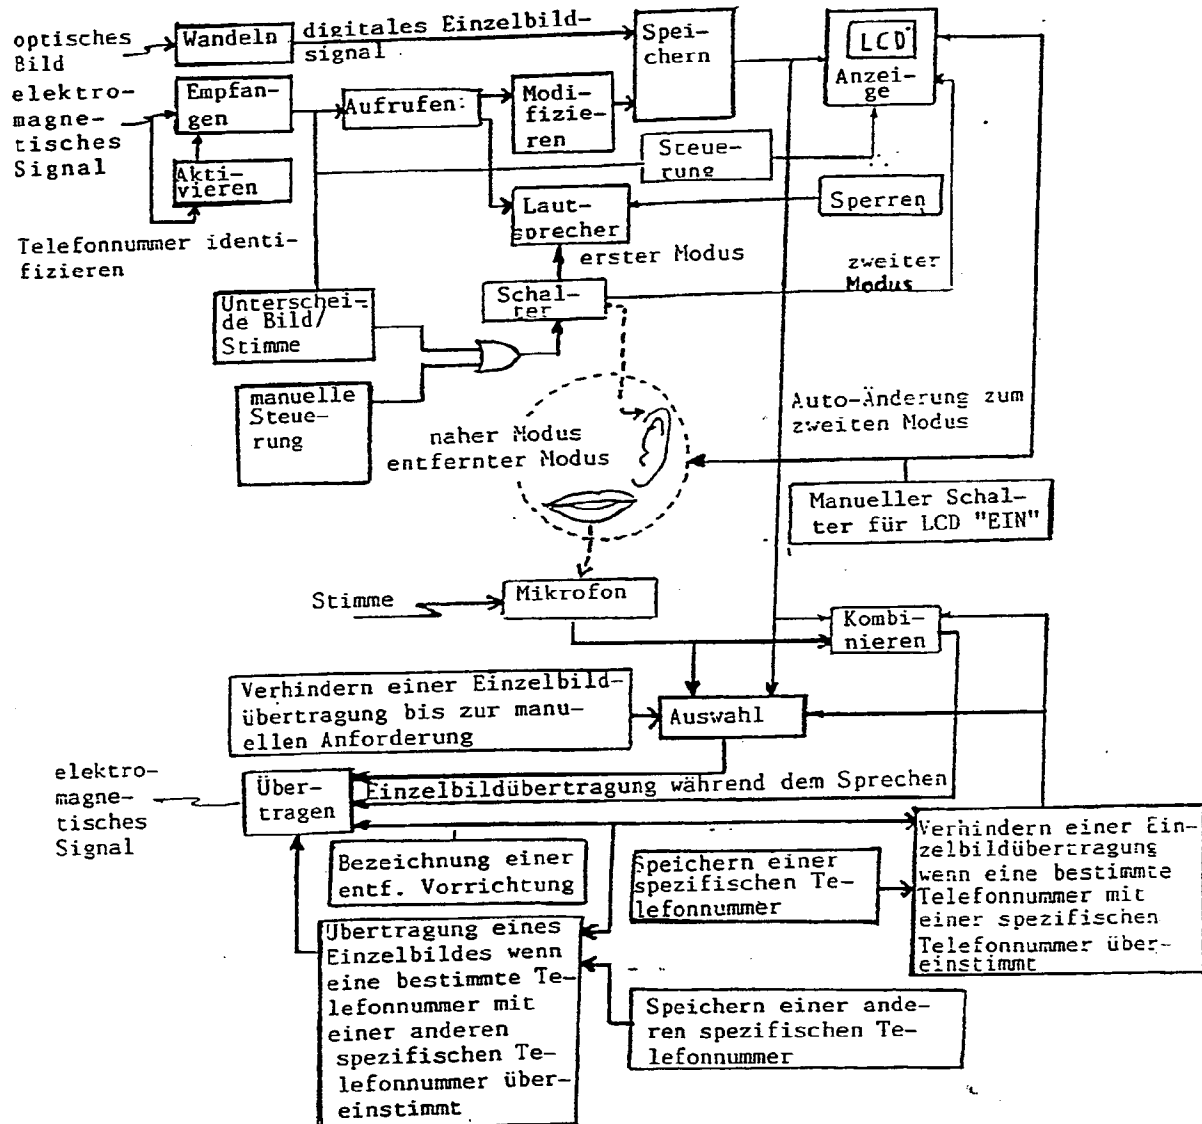 optisches
Bild
Wandeln
digitales Einzelbild-
signal
Spei-
chern
LCD
Anzei-
ge
elektro-
magne-
tisches
Signal
Empfan-
gen
Aufrufen:
Modi-
fizie-
ren
Akti-
vieren
Steue-
rung
Laut-
sprecher
Sperren
Telefonnummer identi-
fizieren
erster Modus
zweiter
Modus
Schal-
ter
Unterschei-
de Bild/
Stimme
manuelle
Steue-
rung
naher Modus
entfernter Modus
Auto-Änderung zum
zweiten Modus
Manueller Schal-
ter für LCD "EIN"
Stimme
Mikrofon
Kombi-
nieren
Verhindern einer Einzelbild-
übertragung bis zur manu-
ellen Anforderung
Auswahl
elektro-
magne-
tisches
Signal
Über-
tragen
Einzelbildübertragung während dem Sprechen
Bezeichnung einer
entf. Vorrichtung
Speichern einer
spezifischen Te-
lefonnummer
Verhindern einer Ein-
zelbildübertragung
wenn eine bestimmte
Telefonnummer mit
einer spezifischen
Telefonnummer über-
einstimmt
Übertragung eines
Einzelbildes wenn
eine bestimmte Te-
lefonnummer mit
einer anderen
spezifischen Te-
lefonnummer über-
einstimmt
Speichern einer ande-
ren spezifischen Te-
lefonnummer